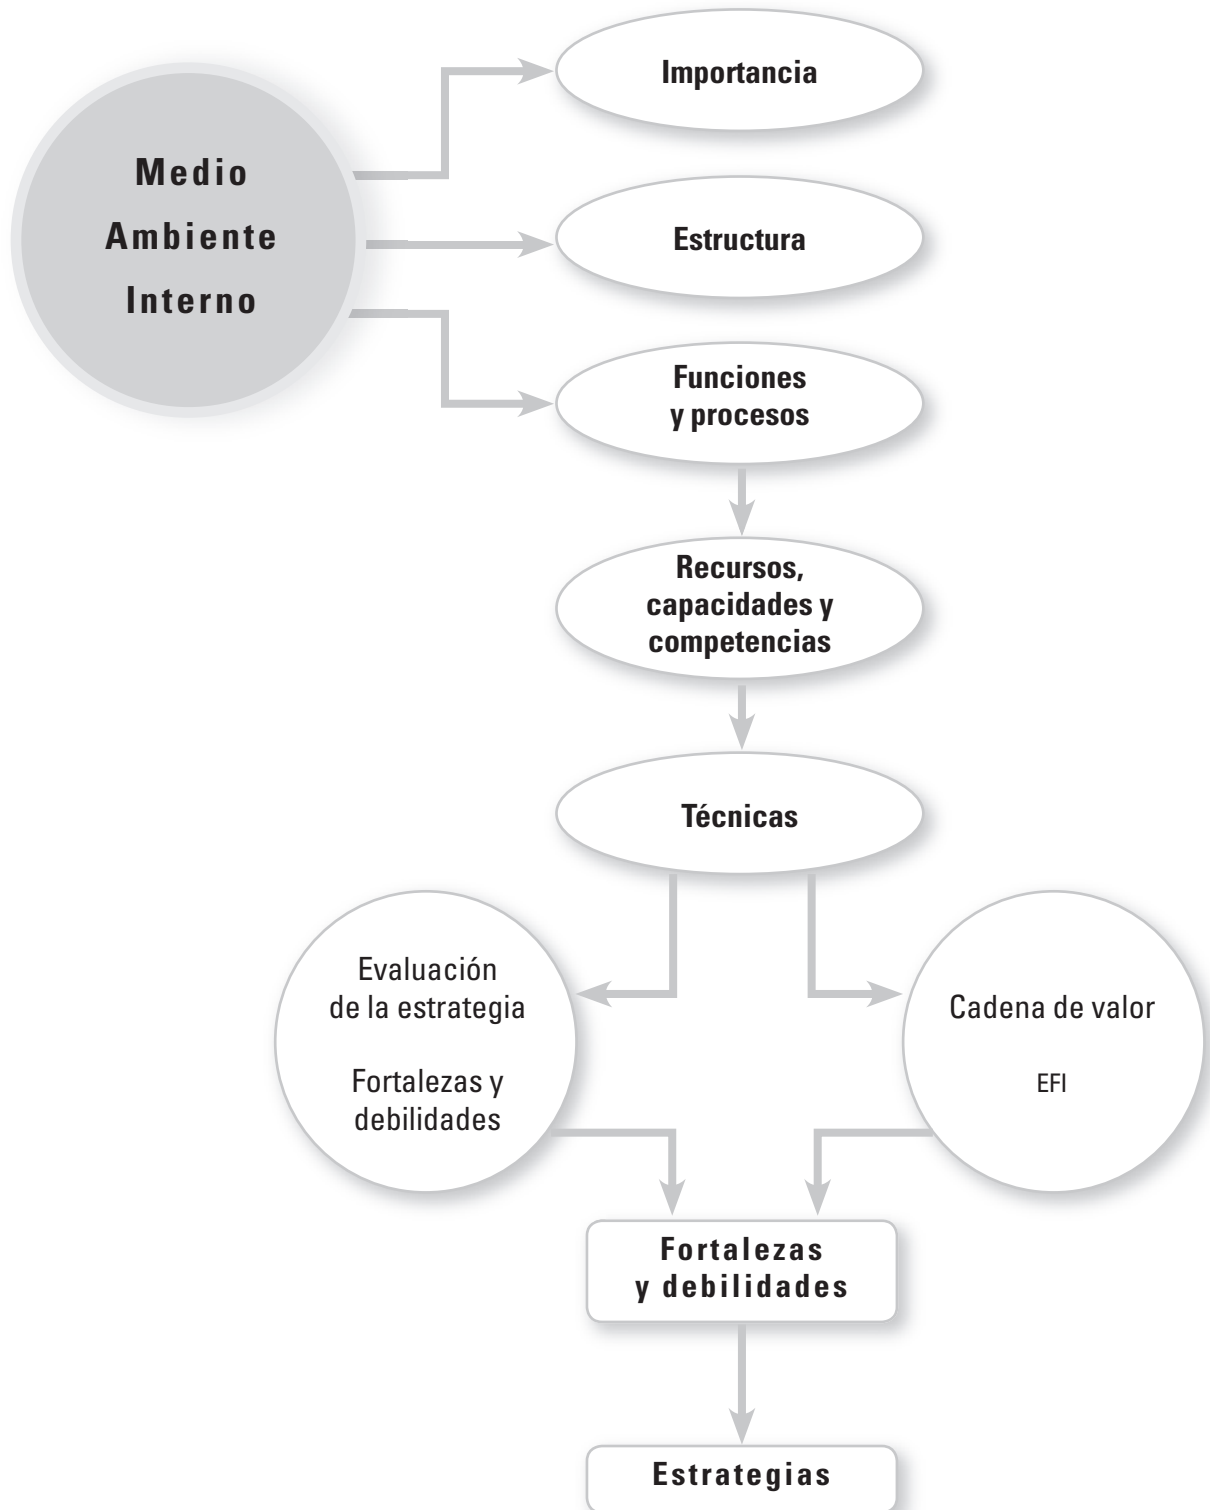 Importancia
Medio
Ambiente
Interno
Estructura
Funciones
y procesos
Recursos,
capacidades y
competencias
Técnicas
Evaluación
de la estrategia
Fortalezas y
debilidades
Cadena de valor
EFI
Fortalezas
y debilidades
Estrategias